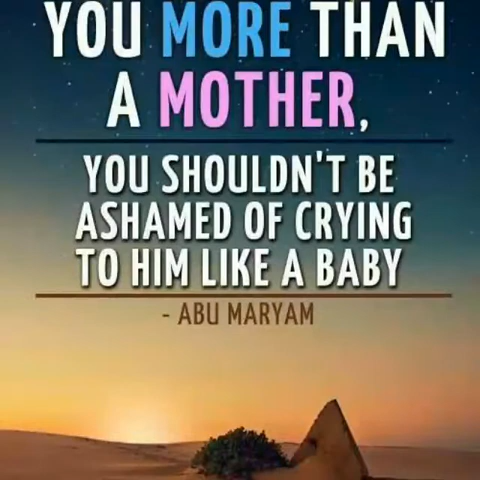 YOU MORE THAN
A MOTHER,
YOU SHOULDN'T BE
ASHAMED OF CRYING
TO HIM LIKE A BABY
- ABU MARYAM